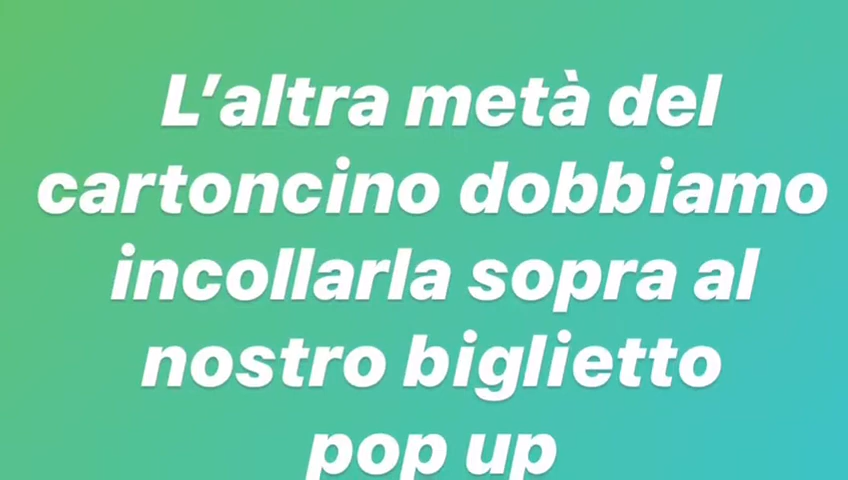 L’altra metà del
cartoncino dobbiamo
incollarla sopra al
nostro biglietto
pop up